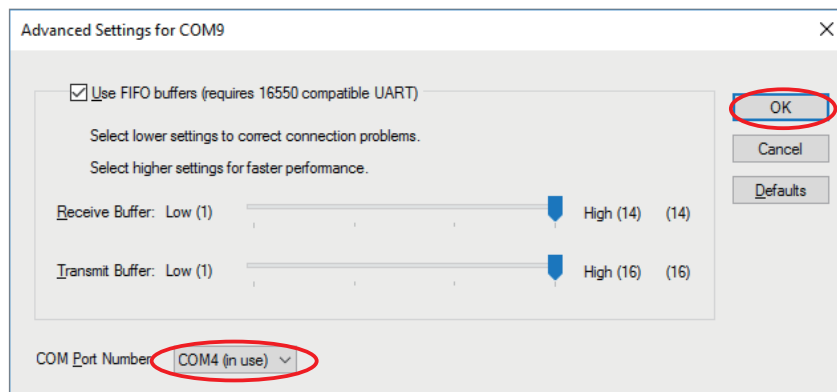 Advanced Settings for COM9
Use FIFO buffers (requires 16550 compatible UART)
OK
Select lower settings to correct connection problems.
Cancel
Select higher settings for faster performance.
Defaults
Receive Buffer: Low (1) High (14) (14)
Transmit Buffer: Low (1) High (16) (16)
COM Port Number COM4 (in use)